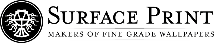 SURFACE PRINT
MAKERS OF FINE GRADE WALLPAPERS